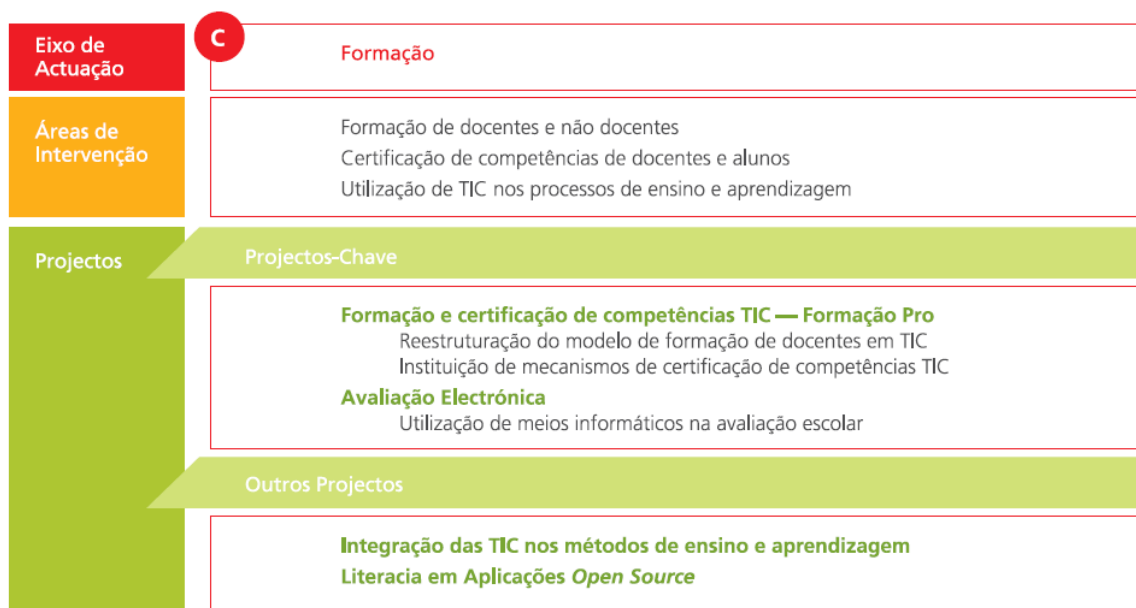 Eixo de
Actuação
C
Formação
Áreas de
Intervenção
Formação de docentes e não docentes
Certificação de competências de docentes e alunos
Utilização de TIC nos processos de ensino e aprendizagem
Projectos
Projectos-Chave
Formação e certificação de competências TIC — Formação Pro
Reestruturação do modelo de formação de docentes em TIC
Instituição de mecanismos de certificação de competências TIC
Avaliação Electrónica
Utilização de meios informáticos na avaliação escolar
Outros Projectos
Integração das TIC nos métodos de ensino e aprendizagem
Literacia em Aplicações Open Source